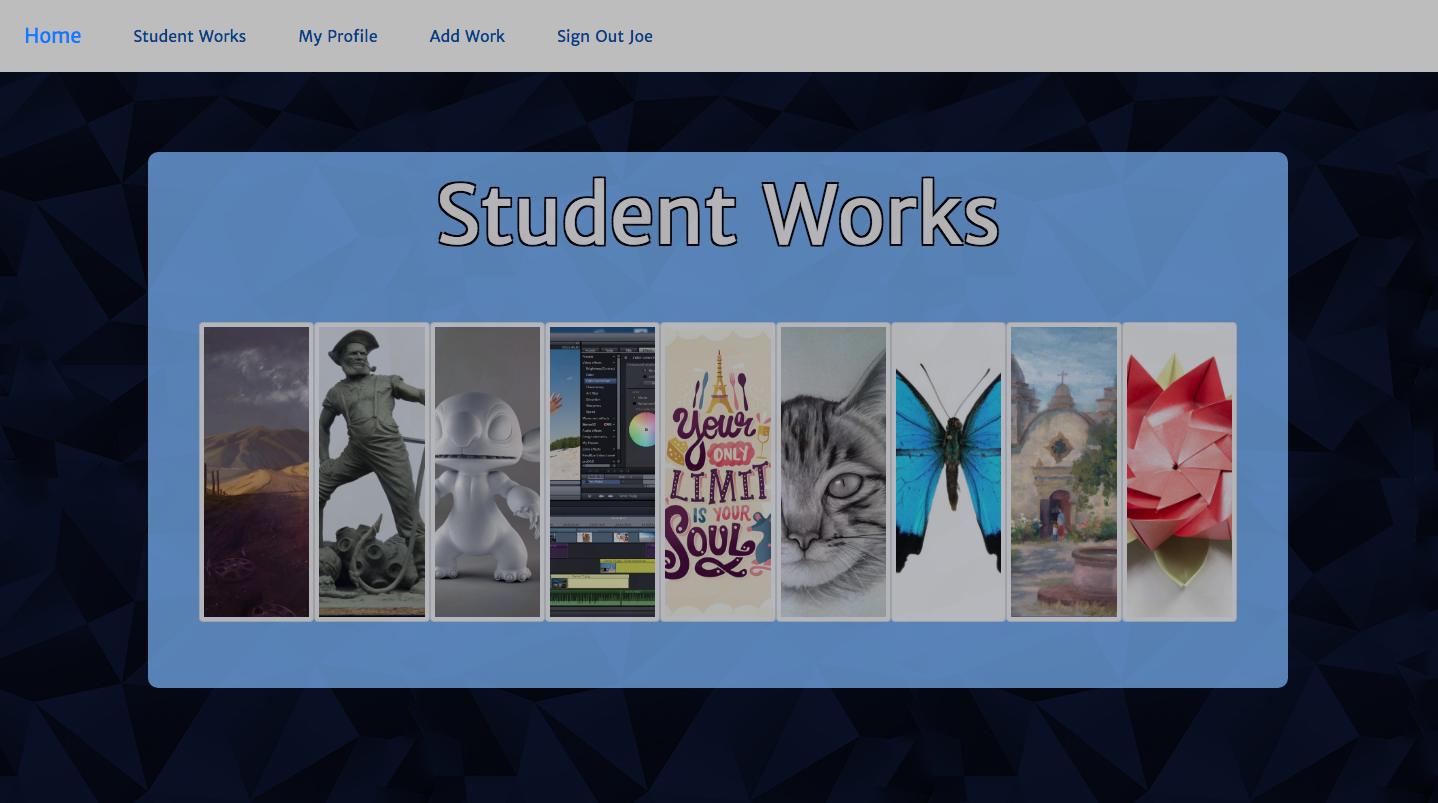 Home Student Works My Profile Add Work Sign Out Joe
Student Works
Your
ONLY
LIMIT
IS YOUR
SOUL